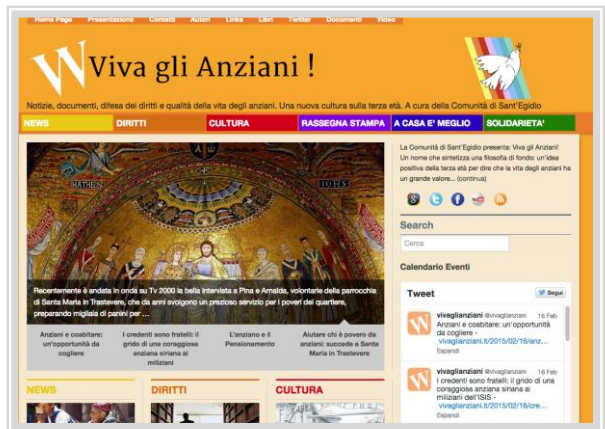 Home Page Presentazione Contatti Autori Links Libri Twitter Documenti Video
W Viva gli Anziani !
Notizie, documenti, difesa dei diritti e qualità della vita degli anziani. Una nuova cultura sulla terza età. A cura della Comunità di Sant'Egidio
NEWS DIRITTI CULTURA RASSEGNA STAMPA A CASA E' MEGLIO SOLIDARIETA'
MATHEUS IOHS
Recentemente è andata in onda su Tv 2000 la bella intervista a Pina e Amalda, volontarie della parrocchia
di Santa Maria in Trastevere, che da anni svolgono un prezioso servizio per i poveri del quartiere,
preparando migliaia di panini per …
Anziani e coabitare:
un'opportunità da
cogliere
I credenti sono fratelli: il
grido di una coraggiosa
anziana siriana ai
miliziani
L'anziano e il
Pensionamento
Aiutare chi è povero da
anziani: succede a Santa
Maria in Trastevere
NEWS DIRITTI CULTURA
La Comunità di Sant'Egidio presenta: Viva gli Anziani!
Un nome che sintetizza una filosofia di fondo: un'idea
positiva della terza età per dire che la vita degli anziani ha
un grande valore... (continua)
Search
Cerca
Calendario Eventi
Tweet Segui
vivaglianziani @vivaglianziani 16 Feb
Anziani e coabitare: un'opportunità
da cogliere -
vivaglianziani.it/2015/02/16/anz...
Espandi
vivaglianziani @vivaglianziani 16 Feb
I credenti sono fratelli: il grido di una
coraggiosa anziana siriana ai
miliziani dell'ISIS -
vivaglianziani.it/2015/02/16/cre...
Espandi